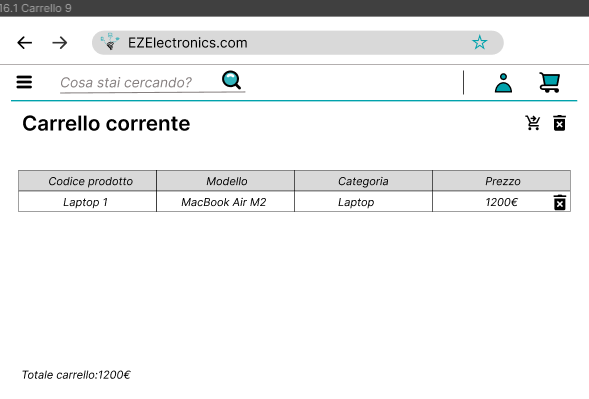 16.1 Carrello 9
EZElectronics.com
Cosa stai cercando?
Carrello corrente
Codice prodotto Modello Categoria Prezzo
Laptop 1 MacBook Air M2 Laptop 1200€
Totale carrello:1200€